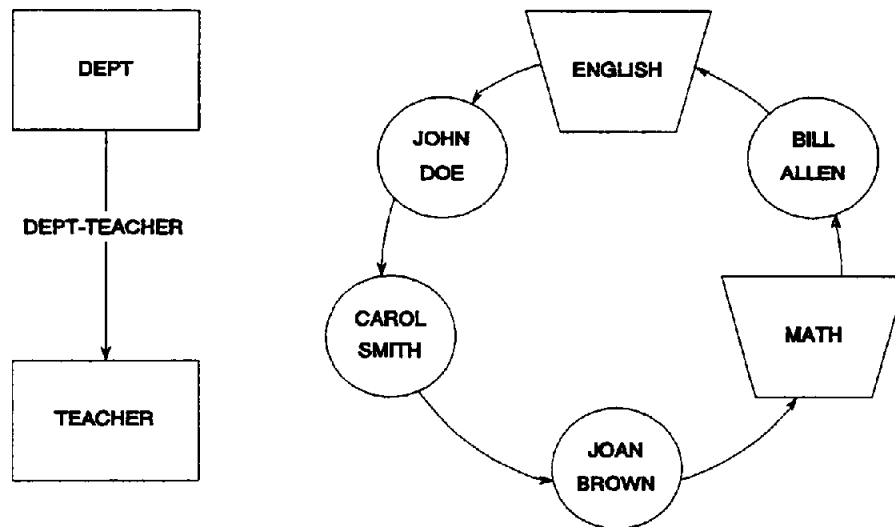 DEPT
DEPT-TEACHER
TEACHER
ENGLISH
JOHN
DOE
BILL
ALLEN
CAROL
SMITH
MATH
JOAN
BROWN